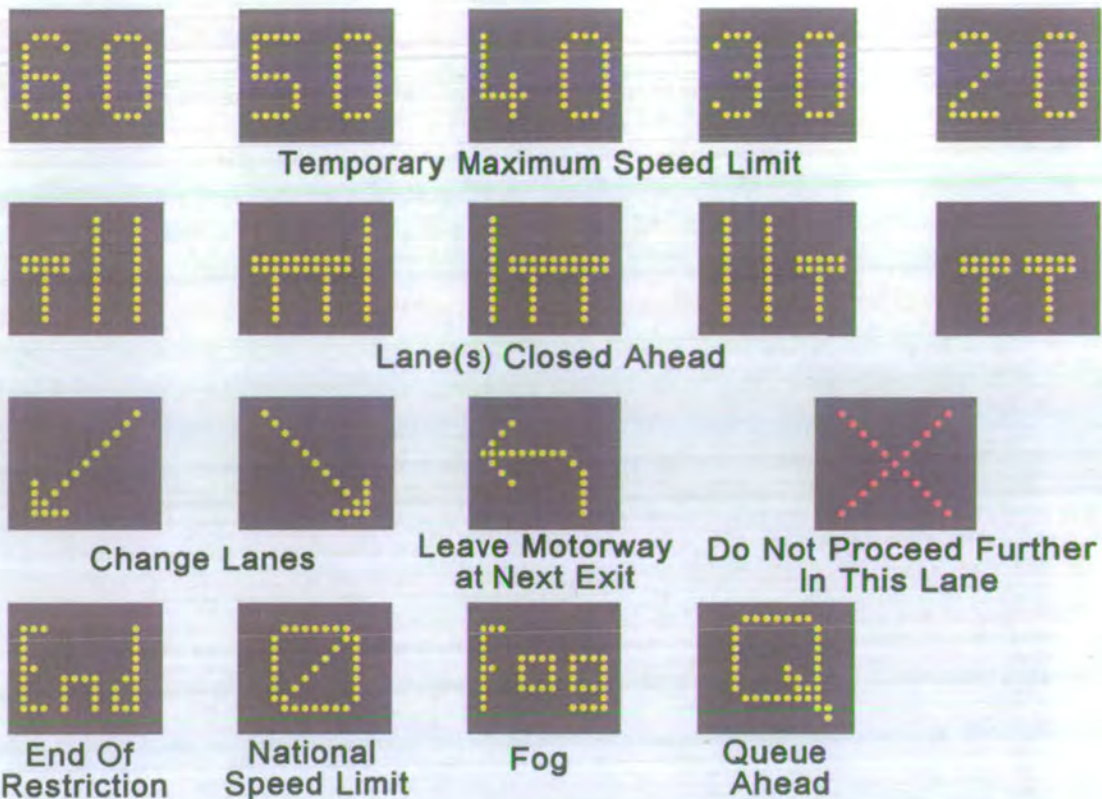 60 50 40 30 20
Temporary Maximum Speed Limit
Lane(s) Closed Ahead
Change Lanes
Leave Motorway
at Next Exit
Do Not Proceed Further
In This Lane
End
Fog
Q
End Of
Restriction
National
Speed Limit
Fog
Queue
Ahead